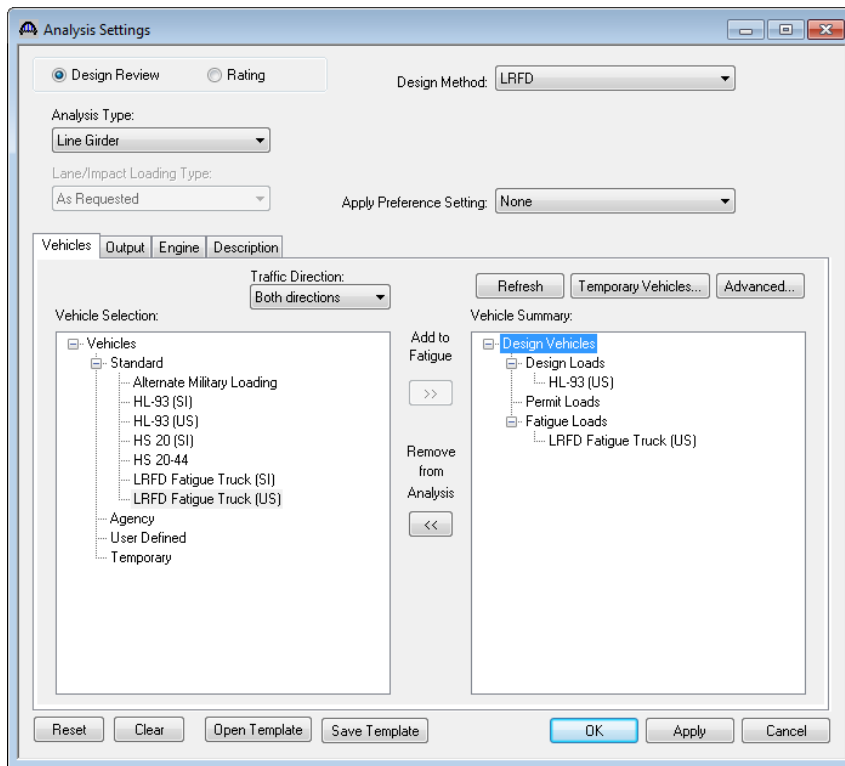 Analysis Settings
Design Review
Rating
Design Method:
LRFD
Analysis Type:
Line Girder
Lane/Impact Loading Type:
As Requested
Apply Preference Setting:
None
Vehicles
Output
Engine
Description
Traffic Direction:
Both directions
Refresh
Temporary Vehicles...
Advanced...
Vehicle Selection:
Vehicles
Standard
Alternate Military Loading
HL-93 (SI)
HL-93 (US)
HS 20 (SI)
HS 20-44
LRFD Fatigue Truck (SI)
LRFD Fatigue Truck (US)
Agency
User Defined
Temporary
Add to
Fatigue
>>
Remove
from
Analysis
<<
Vehicle Summary:
Design Vehicles
Design Loads
HL-93 (US)
Permit Loads
Fatigue Loads
LRFD Fatigue Truck (US)
Reset
Clear
Open Template
Save Template
OK
Apply
Cancel